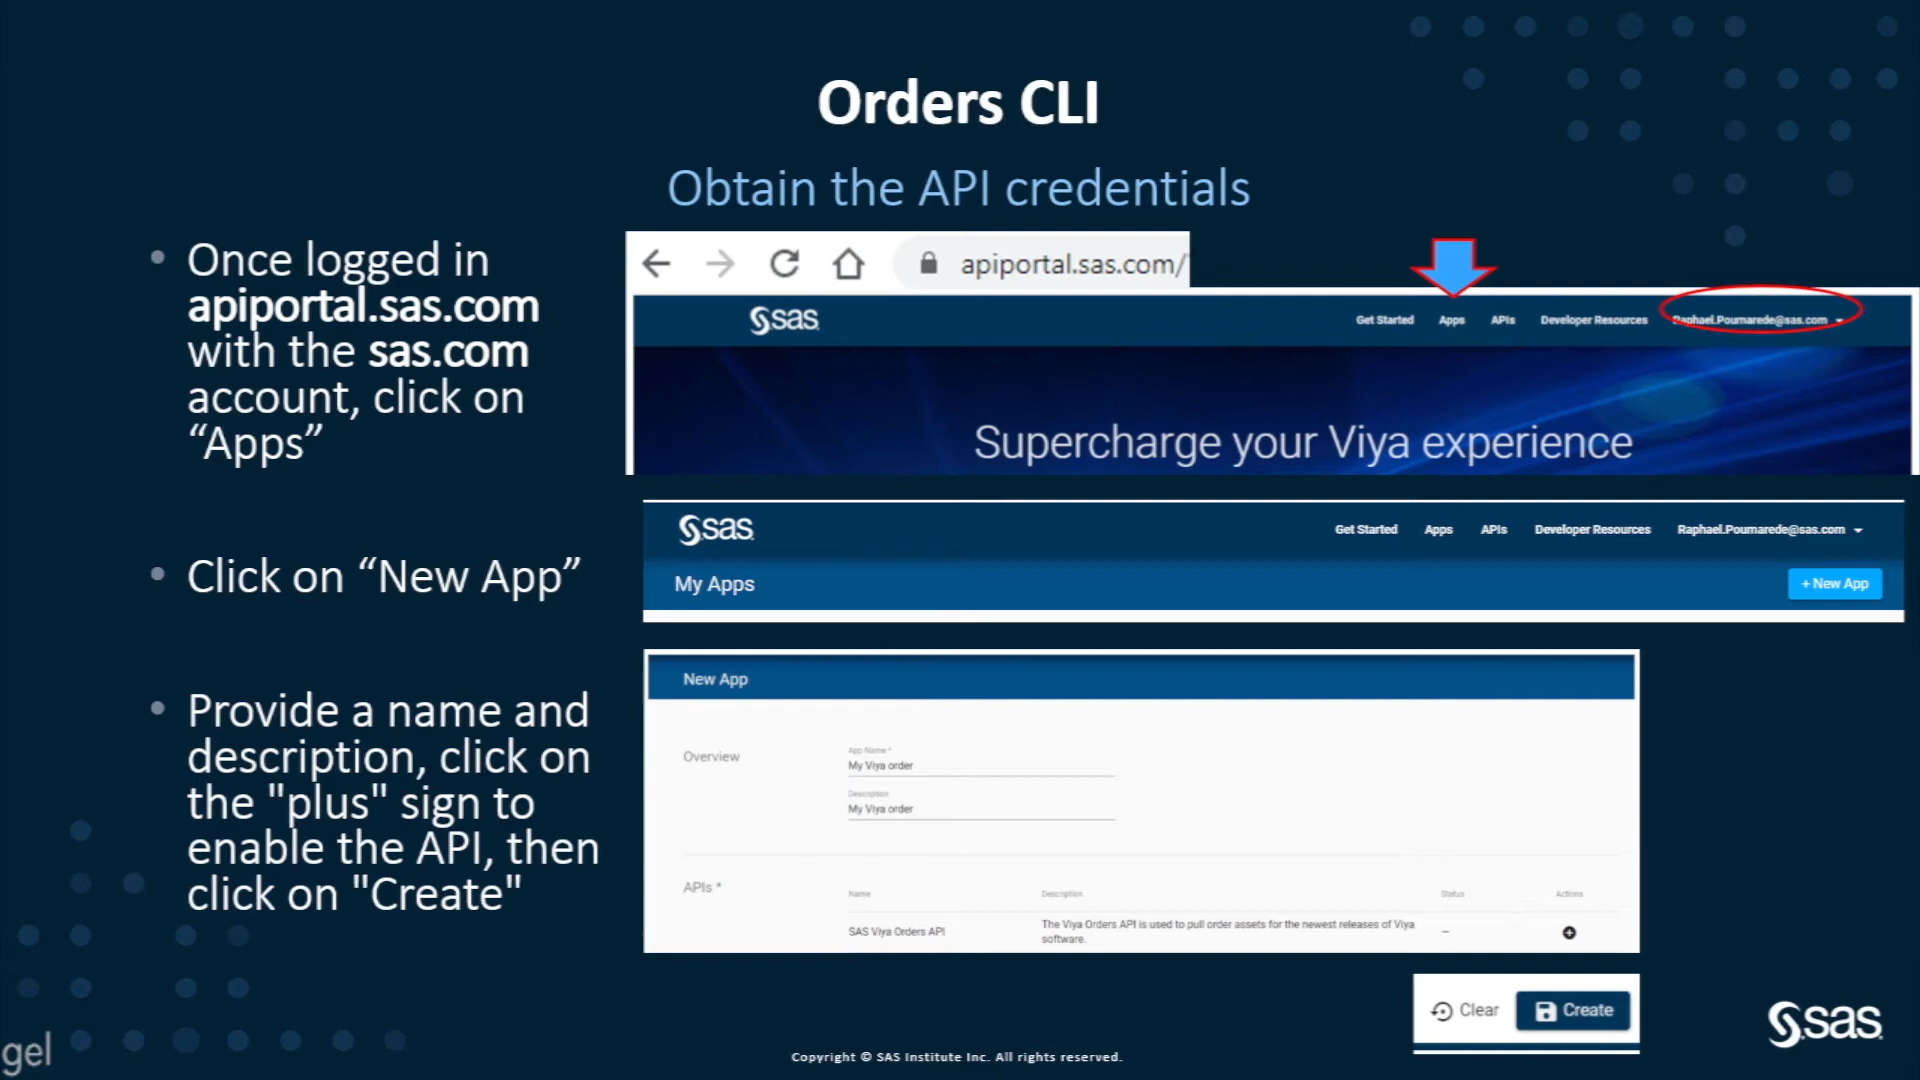 Orders CLI
Obtain the API credentials
• Once logged in
apiportal.sas.com
with the sas.com
account, click on
“Apps”
• Click on “New App”
• Provide a name and
description, click on
the "plus" sign to
enable the API, then
click on "Create"
apiportal.sas.com/
sas
Get Started Apps APIs Developer Resources Raphael.Poumarede@sas.com
Supercharge your Viya experience
sas
Get Started Apps APIs Developer Resources Raphael.Poumarede@sas.com
My Apps
+ New App
New App
Overview
App Name *
My Viya order
Description
My Viya order
APIs *
Name Description Status Actions
SAS Viya Orders API
The Viya Orders API is used to pull order assets for the newest releases of Viya
software.
–
Clear Create
gel
Copyright © SAS Institute Inc. All rights reserved.
sas